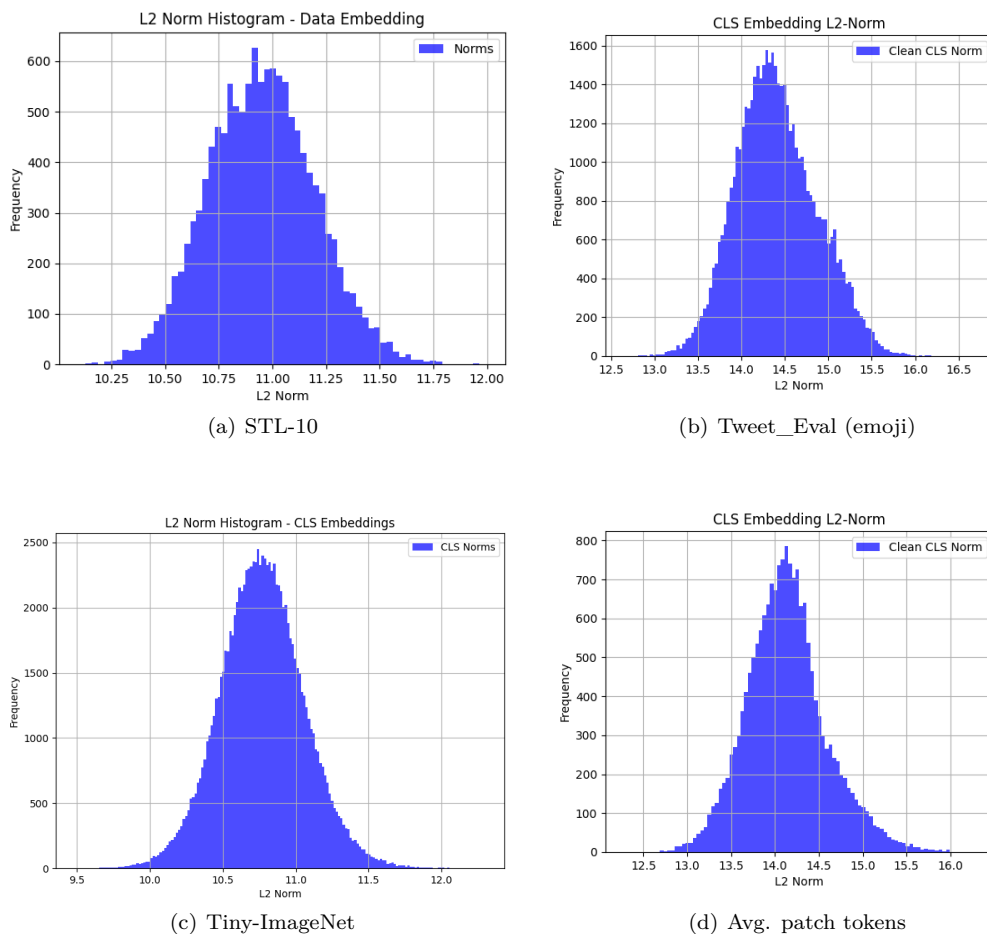 L2 Norm Histogram - Data Embedding
Norms
Frequency
600
500
400
300
200
100
0
10.25 10.50 10.75 11.00 11.25 11.50 11.75 12.00
L2 Norm
(a) STL-10
CLS Embedding L2-Norm
Clean CLS Norm
Frequency
1600
1400
1200
1000
800
600
400
200
0
12.5 13.0 13.5 14.0 14.5 15.0 15.5 16.0 16.5
L2 Norm
(b) Tweet_Eval (emoji)
L2 Norm Histogram - CLS Embeddings
CLS Norms
Frequency
2500
2000
1500
1000
500
0
9.5 10.0 10.5 11.0 11.5 12.0
L2 Norm
(c) Tiny-ImageNet
CLS Embedding L2-Norm
Clean CLS Norm
Frequency
800
700
600
500
400
300
200
100
0
12.5 13.0 13.5 14.0 14.5 15.0 15.5 16.0
L2 Norm
(d) Avg. patch tokens